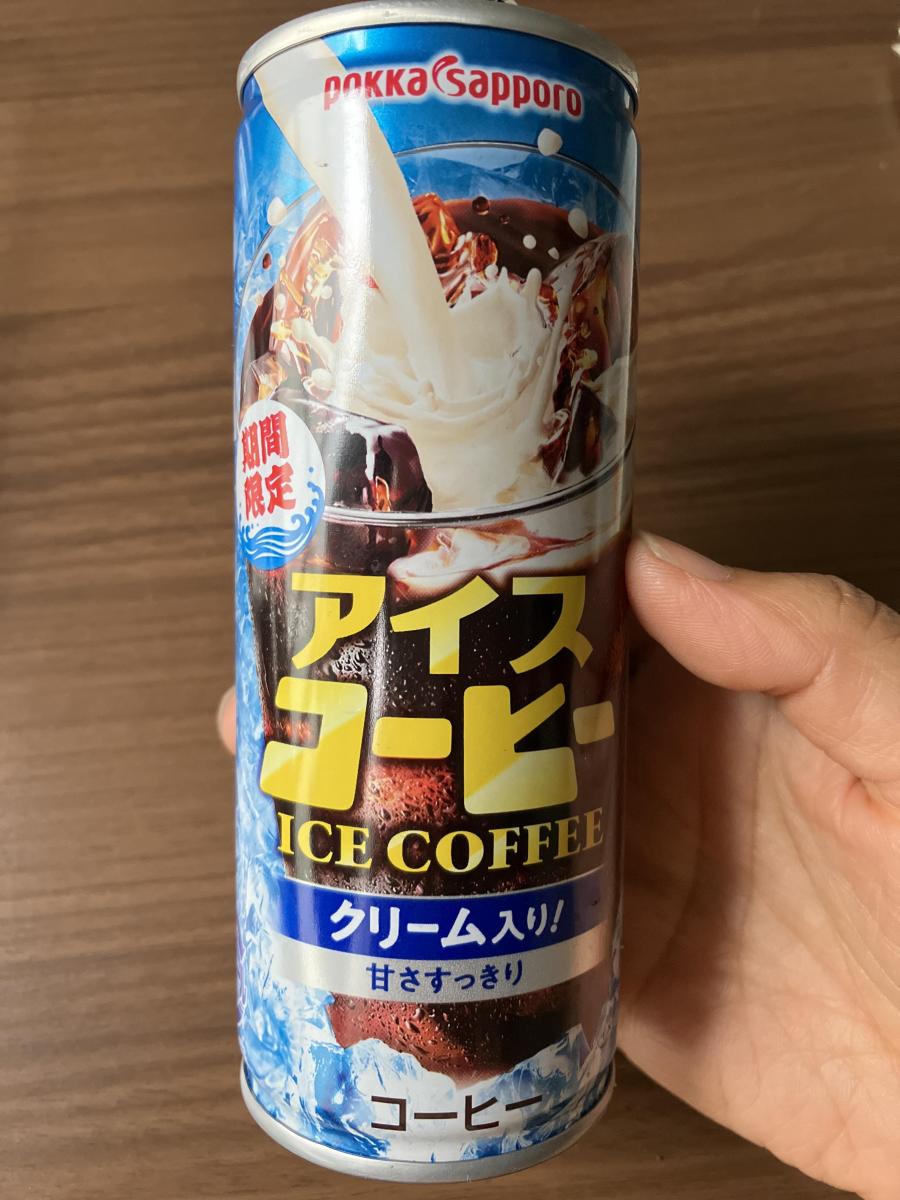 POKKA SAPPORO
期間
限定
アイス
コーヒー
ICE COFFEE
クリーム入り!
甘さすっきり
コーヒー